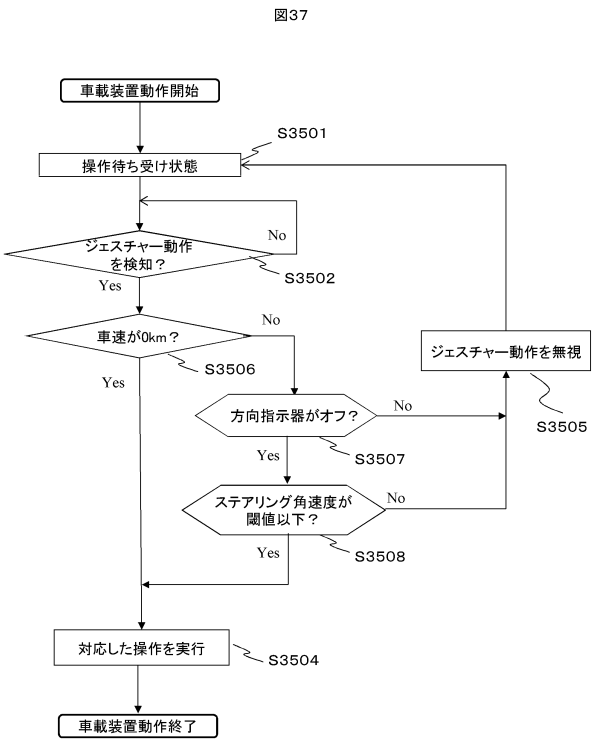 図37
車載装置動作開始
S3501
操作待ち受け状態
No
ジェスチャー動作
を検知？
S3502
Yes
No
車速が0km？
S3506
ジェスチャー動作を無視
S3505
Yes
方向指示器がオフ？
No
S3507
Yes
ステアリング角速度が
閾値以下？
No
S3508
Yes
対応した操作を実行
S3504
車載装置動作終了